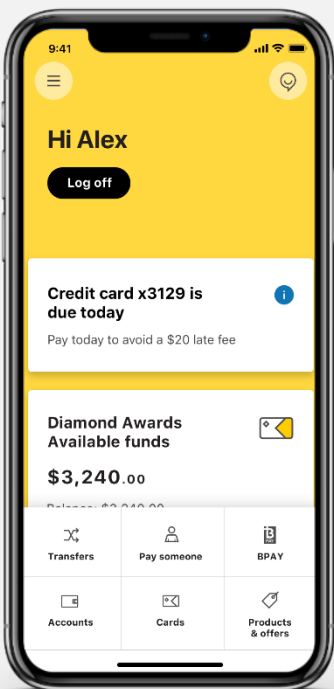 9:41
Hi Alex
Log off
Credit card x3129 is
due today
Pay today to avoid a $20 late fee
Diamond Awards
Available funds
$3,240.00
Transfers
Pay someone
BPAY
Accounts
Cards
Products
& offers